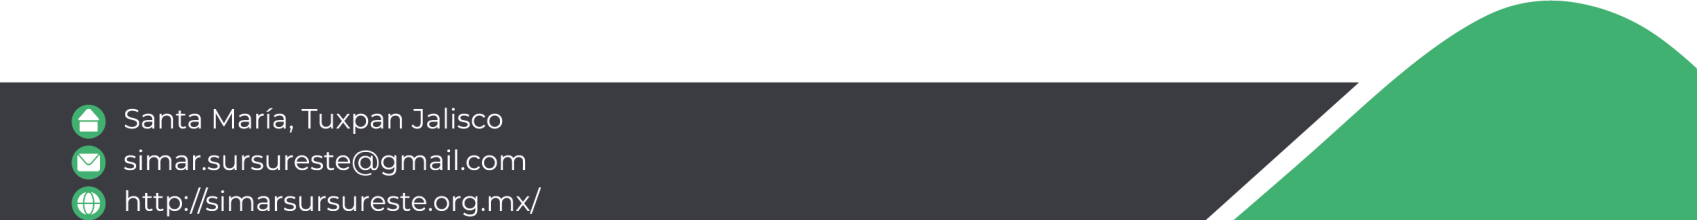 Santa María, Tuxpan Jalisco
simar.sursureste@gmail.com
http://simarsursureste.org.mx/